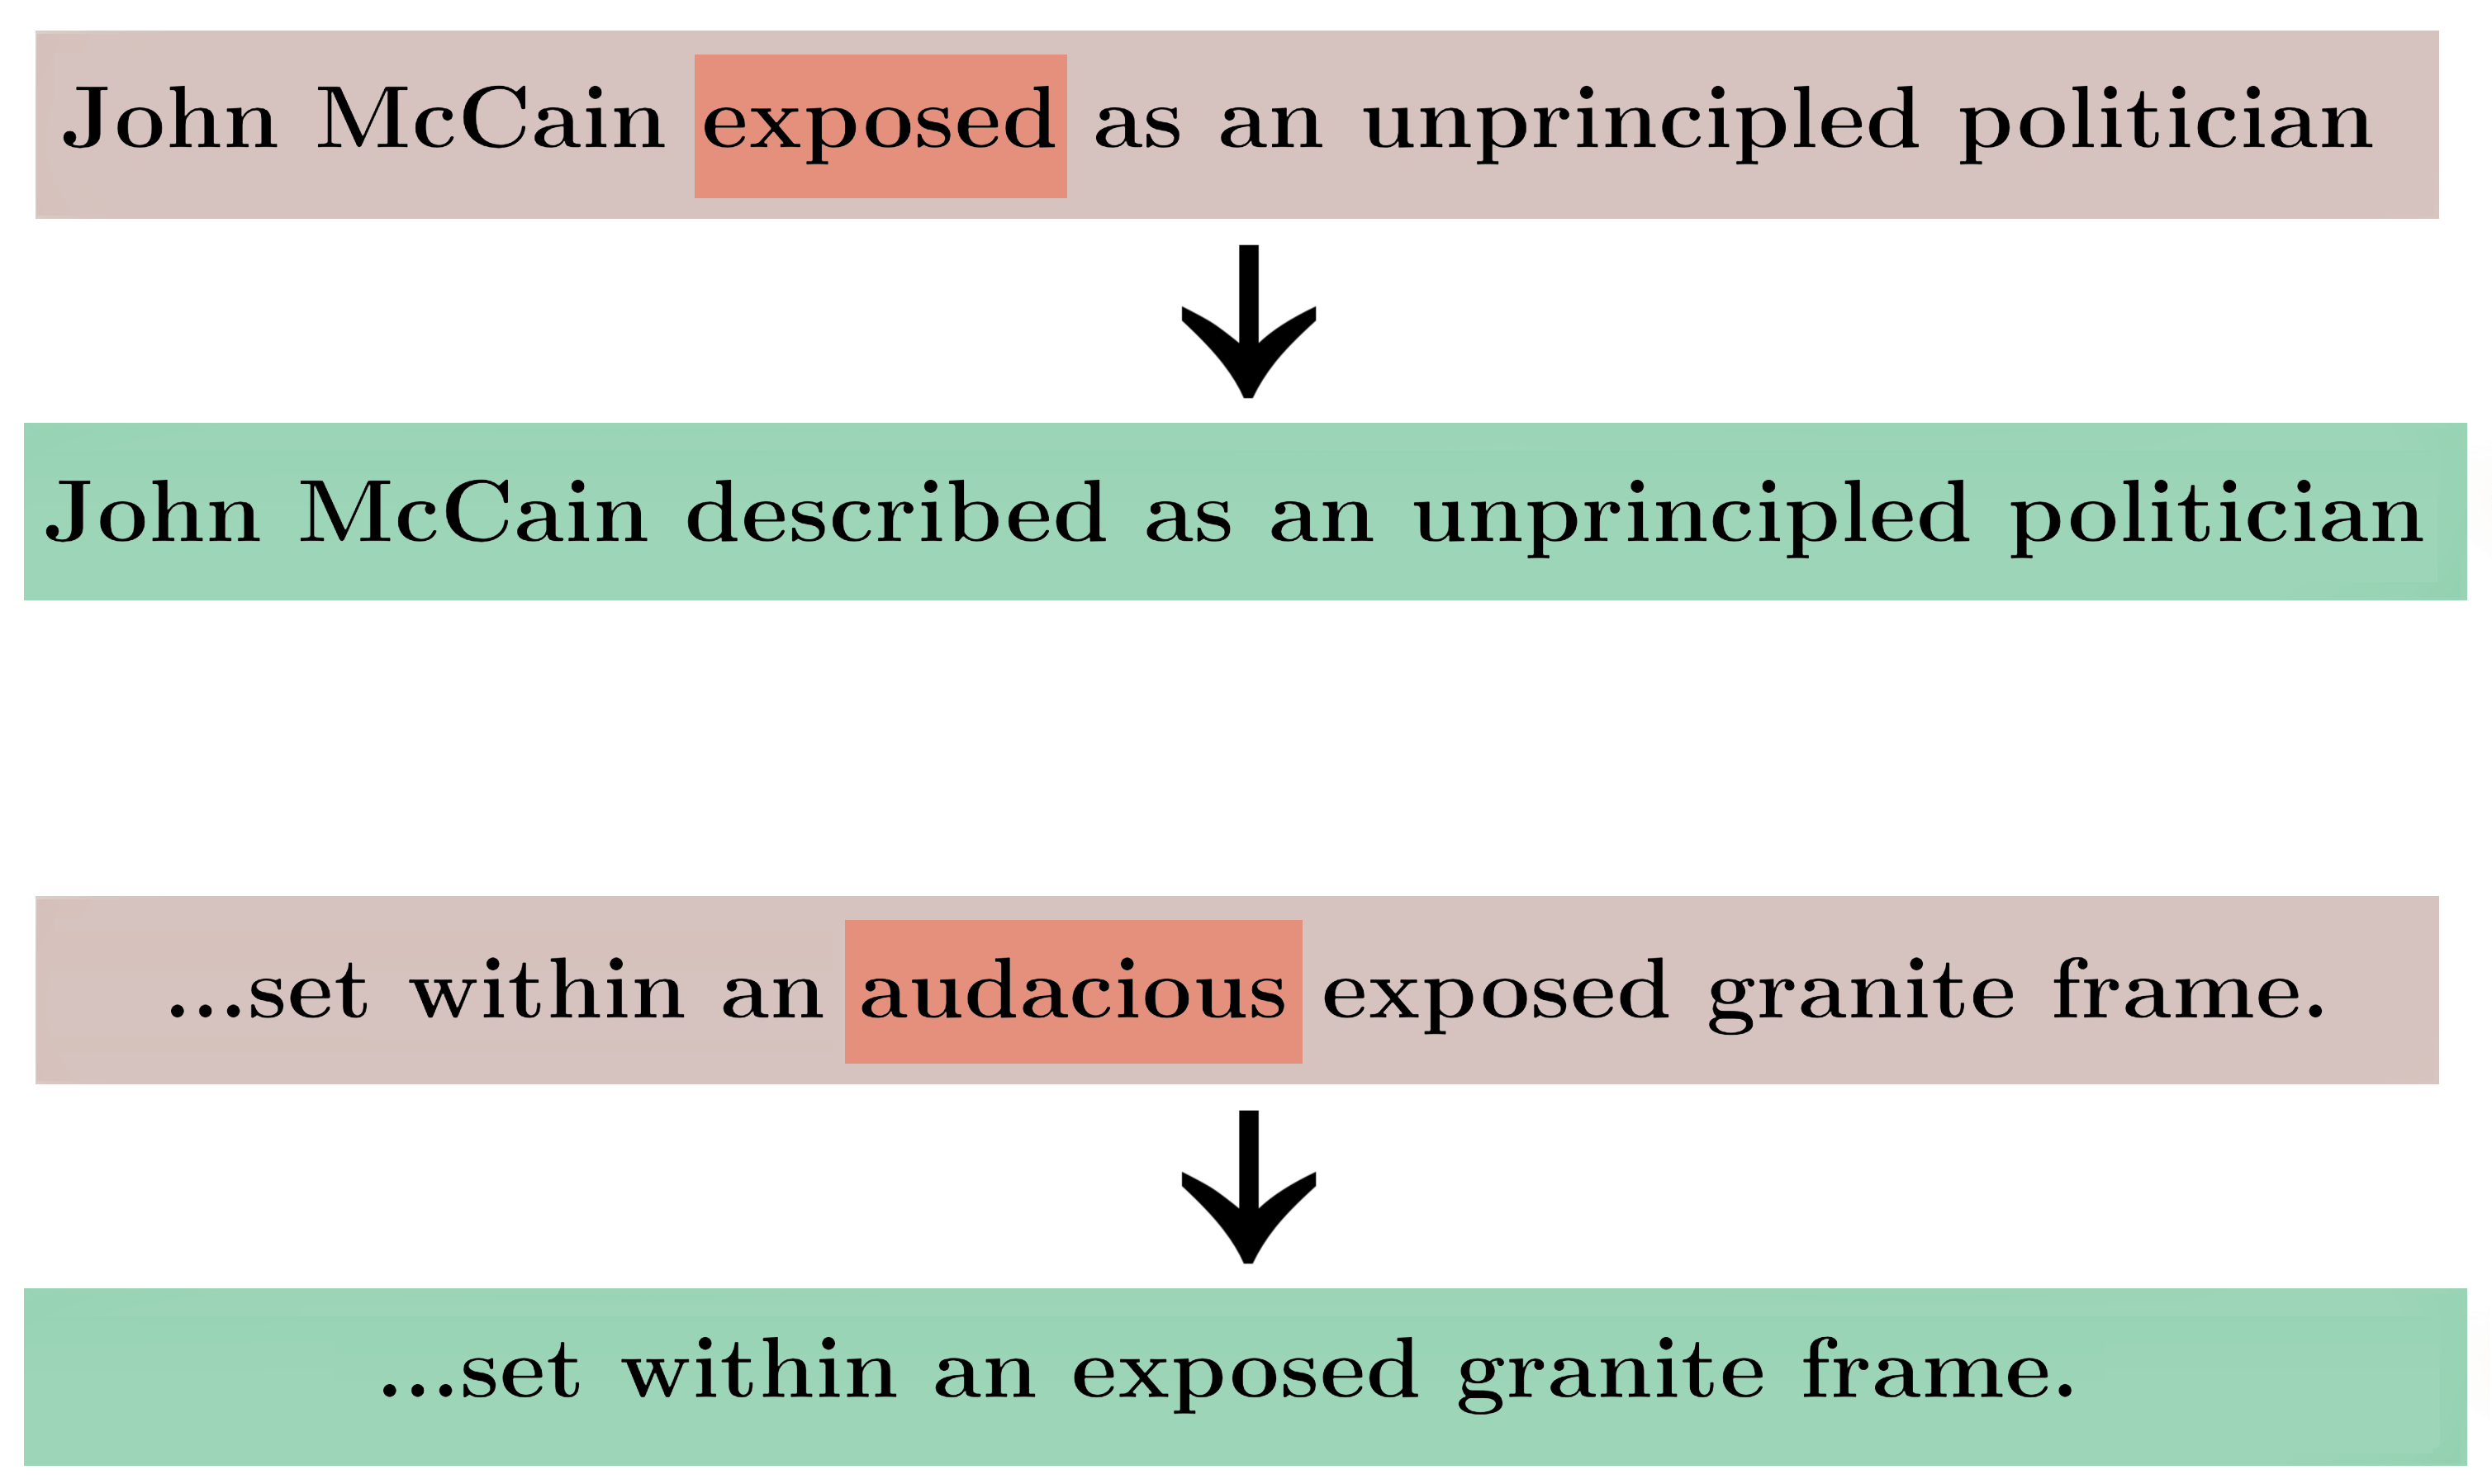 John McCain exposed as an unprincipled politician
John McCain described as an unprincipled politician
...set within an audacious exposed granite frame.
...set within an exposed granite frame.